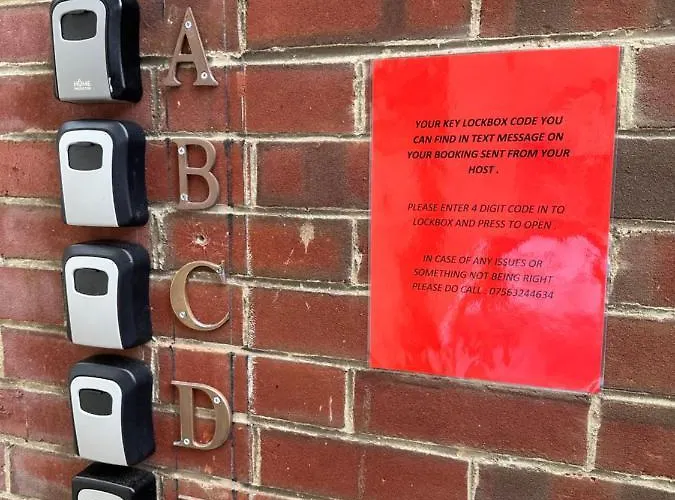 A
B
C
D
HOME
YOUR KEY LOCKBOX CODE YOU
CAN FIND IN TEXT MESSAGE ON
YOUR BOOKING SENT FROM YOUR
HOST .
PLEASE ENTER 4 DIGIT CODE IN TO
LOCKBOX AND PRESS TO OPEN .
IN CASE OF ANY ISSUES OR
SOMETHING NOT BEING RIGHT
PLEASE DO CALL : 07563244634